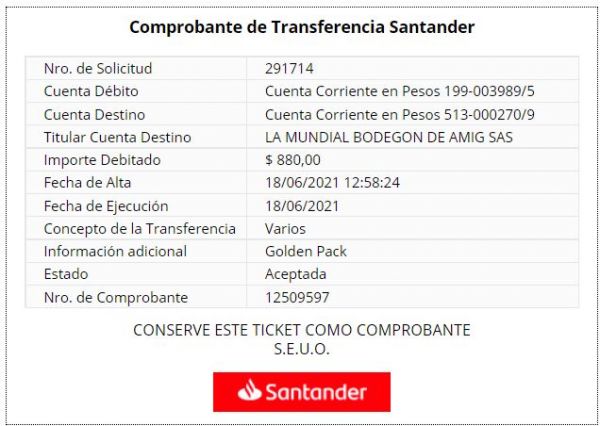 Comprobante de Transferencia Santander
Nro. de Solicitud 291714
Cuenta Débito Cuenta Corriente en Pesos 199-003989/5
Cuenta Destino Cuenta Corriente en Pesos 513-000270/9
Titular Cuenta Destino LA MUNDIAL BODEGON DE AMIG SAS
Importe Debitado $ 880,00
Fecha de Alta 18/06/2021 12:58:24
Fecha de Ejecución 18/06/2021
Concepto de la Transferencia Varios
Información adicional Golden Pack
Estado Aceptada
Nro. de Comprobante 12509597
CONSERVE ESTE TICKET COMO COMPROBANTE
S.E.U.O.
Santander